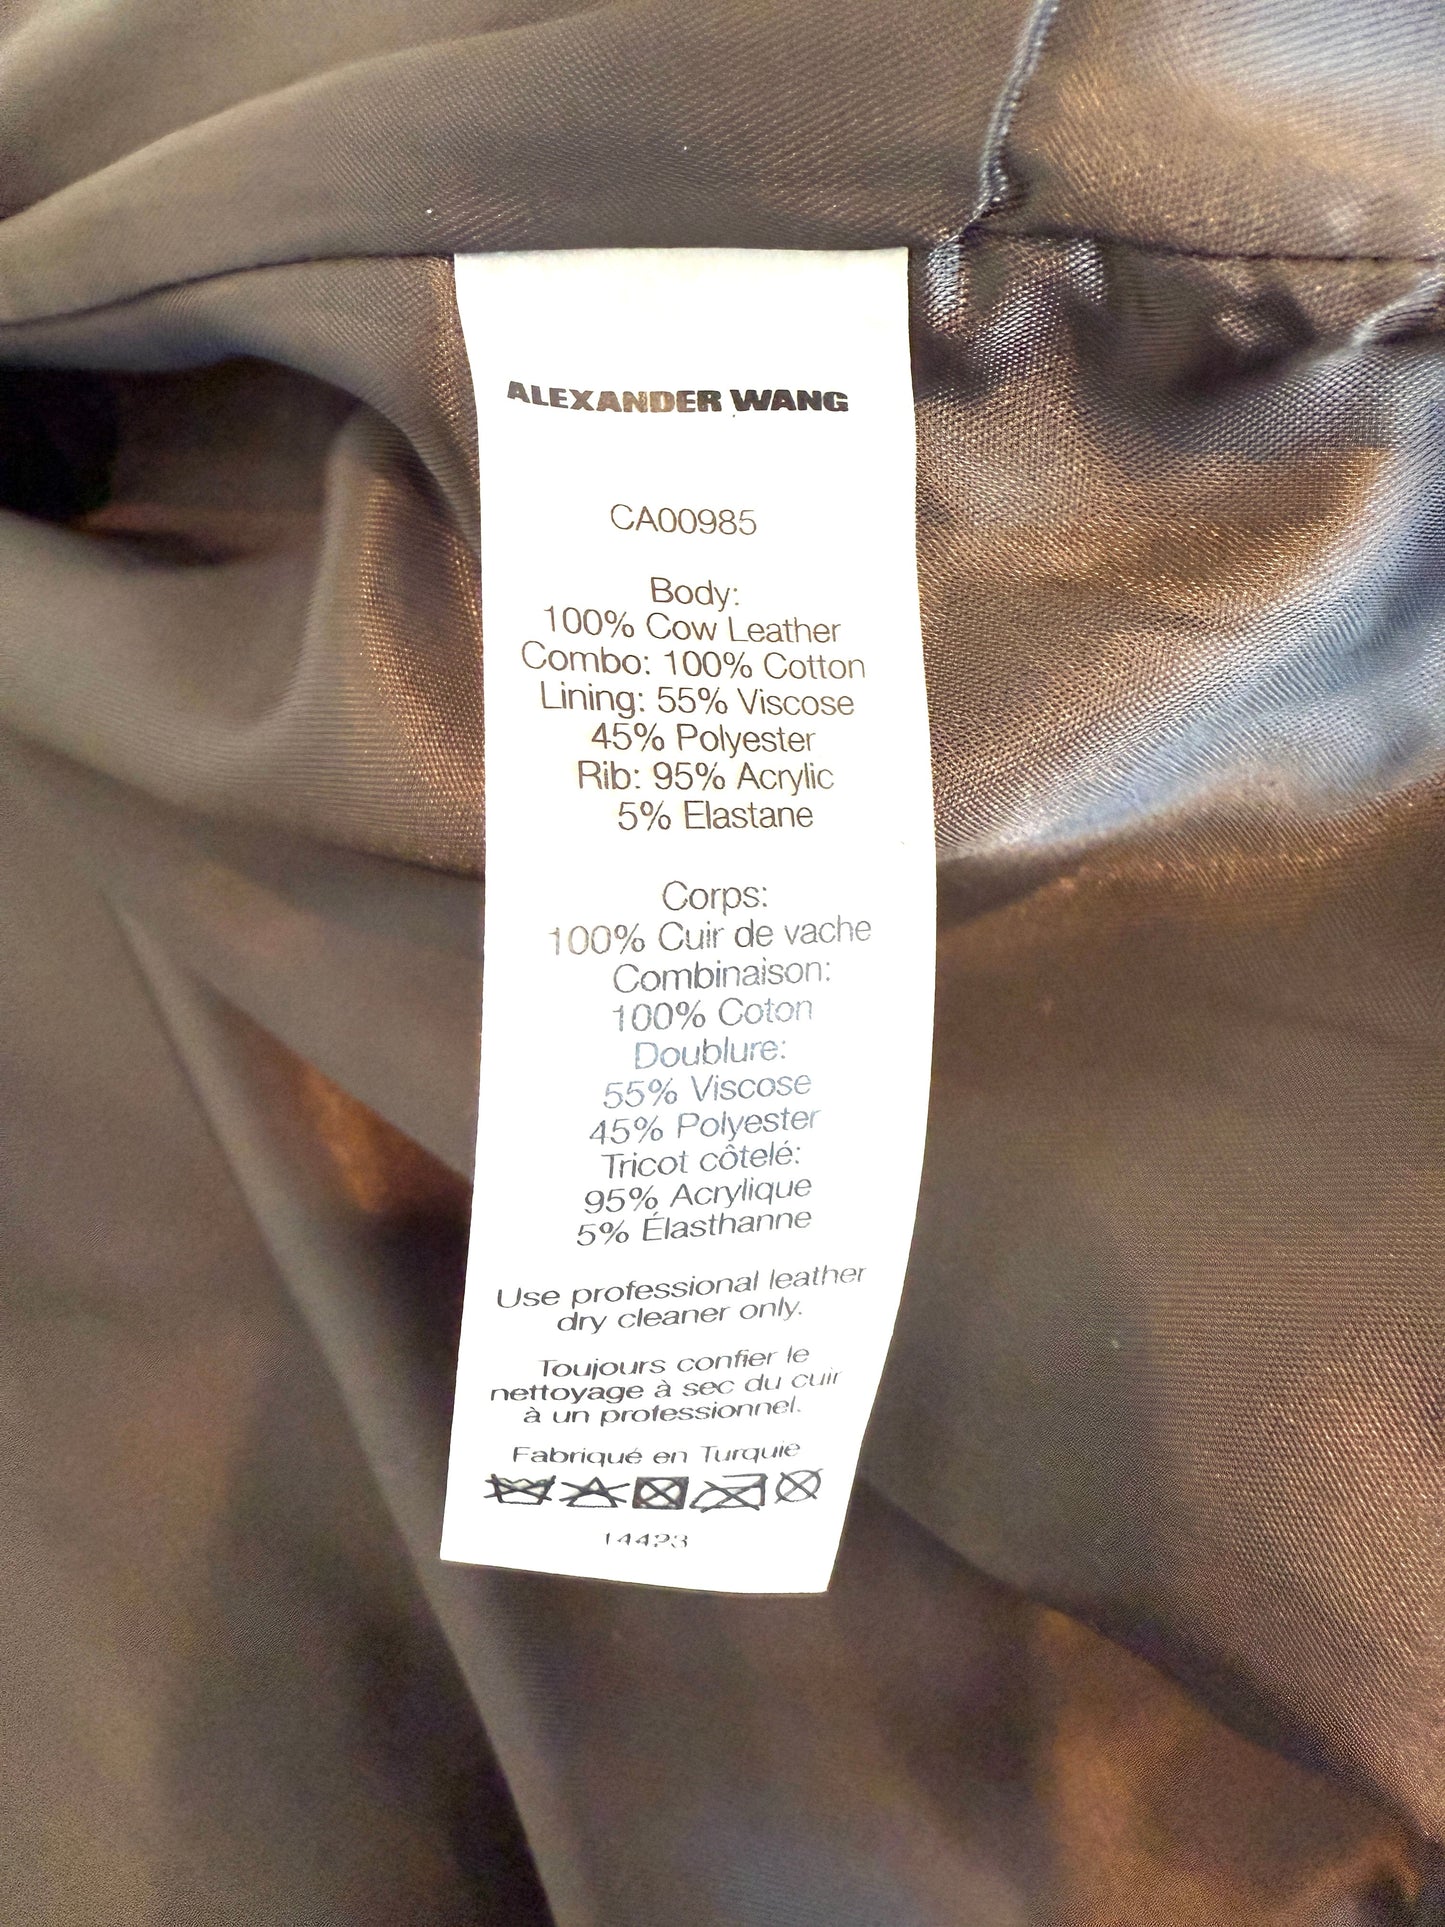 ALEXANDER WANG
CA00985
Body:
100% Cow Leather
Combo: 100% Cotton
Lining: 55% Viscose
45% Polyester
Rib: 95% Acrylic
5% Elastane
Corps:
100% Cuir de vache
Combinaison:
100% Coton
Doublure:
55% Viscose
45% Polyester
Tricot côtelé:
95% Acrylique
5% Élasthanne
Use professional leather
dry cleaner only.
Toujours confier le
nettoyage à sec du cuir
à un professionnel.
Fabriqué en Turquie
14423